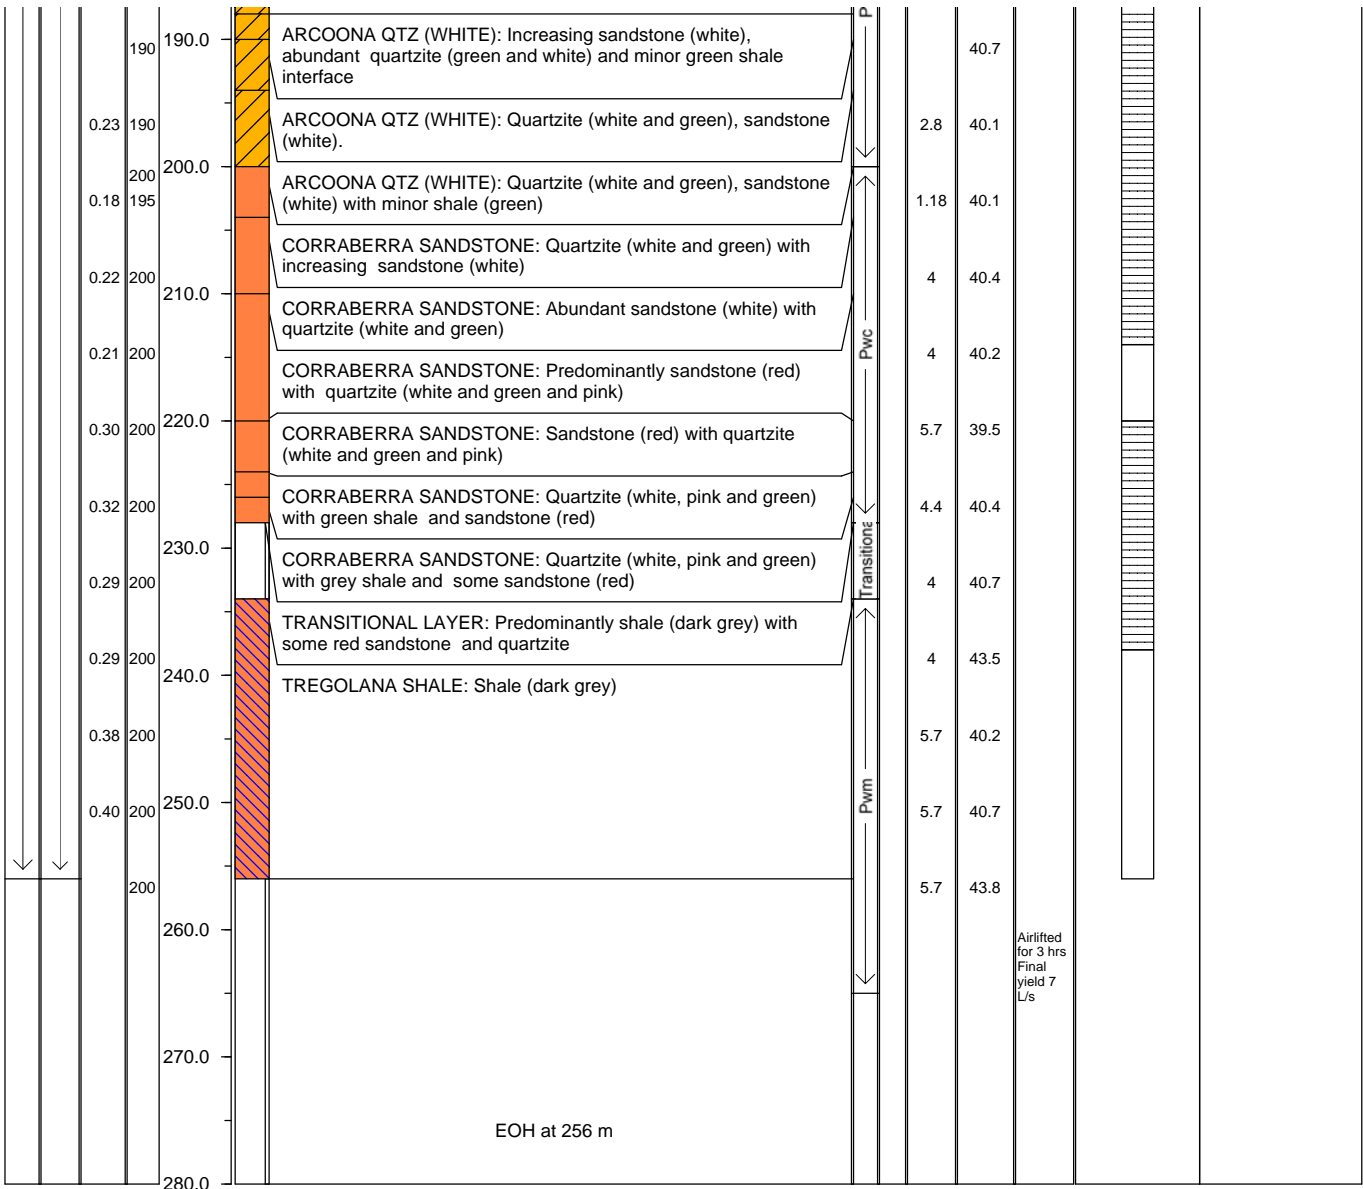 P
190 190.0 ARCOONA QTZ (WHITE): Increasing sandstone (white), 40.7
abundant quartzite (green and white) and minor green shale
interface
0.23 190 ARCOONA QTZ (WHITE): Quartzite (white and green), sandstone 2.8 40.1
(white).
200.0
200 ARCOONA QTZ (WHITE): Quartzite (white and green), sandstone
0.18 195 (white) with minor shale (green) 1.18 40.1
CORRABERRA SANDSTONE: Quartzite (white and green) with
increasing sandstone (white)
0.22 200 4 40.4
210.0
CORRABERRA SANDSTONE: Abundant sandstone (white) with
quartzite (white and green)
Pwc
0.21 200 4 40.2
CORRABERRA SANDSTONE: Predominantly sandstone (red)
with quartzite (white and green and pink)
220.0
0.30 200 CORRABERRA SANDSTONE: Sandstone (red) with quartzite 5.7 39.5
(white and green and pink)
CORRABERRA SANDSTONE: Quartzite (white, pink and green)
0.32 200 with green shale and sandstone (red) 4.4 40.4
230.0
CORRABERRA SANDSTONE: Quartzite (white, pink and green)
Transitiona
0.29 200 with grey shale and some sandstone (red) 4 40.7
TRANSITIONAL LAYER: Predominantly shale (dark grey) with
some red sandstone and quartzite
0.29 200 4 43.5
240.0
TREGOLANA SHALE: Shale (dark grey)
0.38 200 5.7 40.2
Pwm
250.0
0.40 200 5.7 40.7
200 5.7 43.8
260.0
Airlifted
for 3 hrs
Final
yield 7
L/s
270.0
EOH at 256 m
280.0